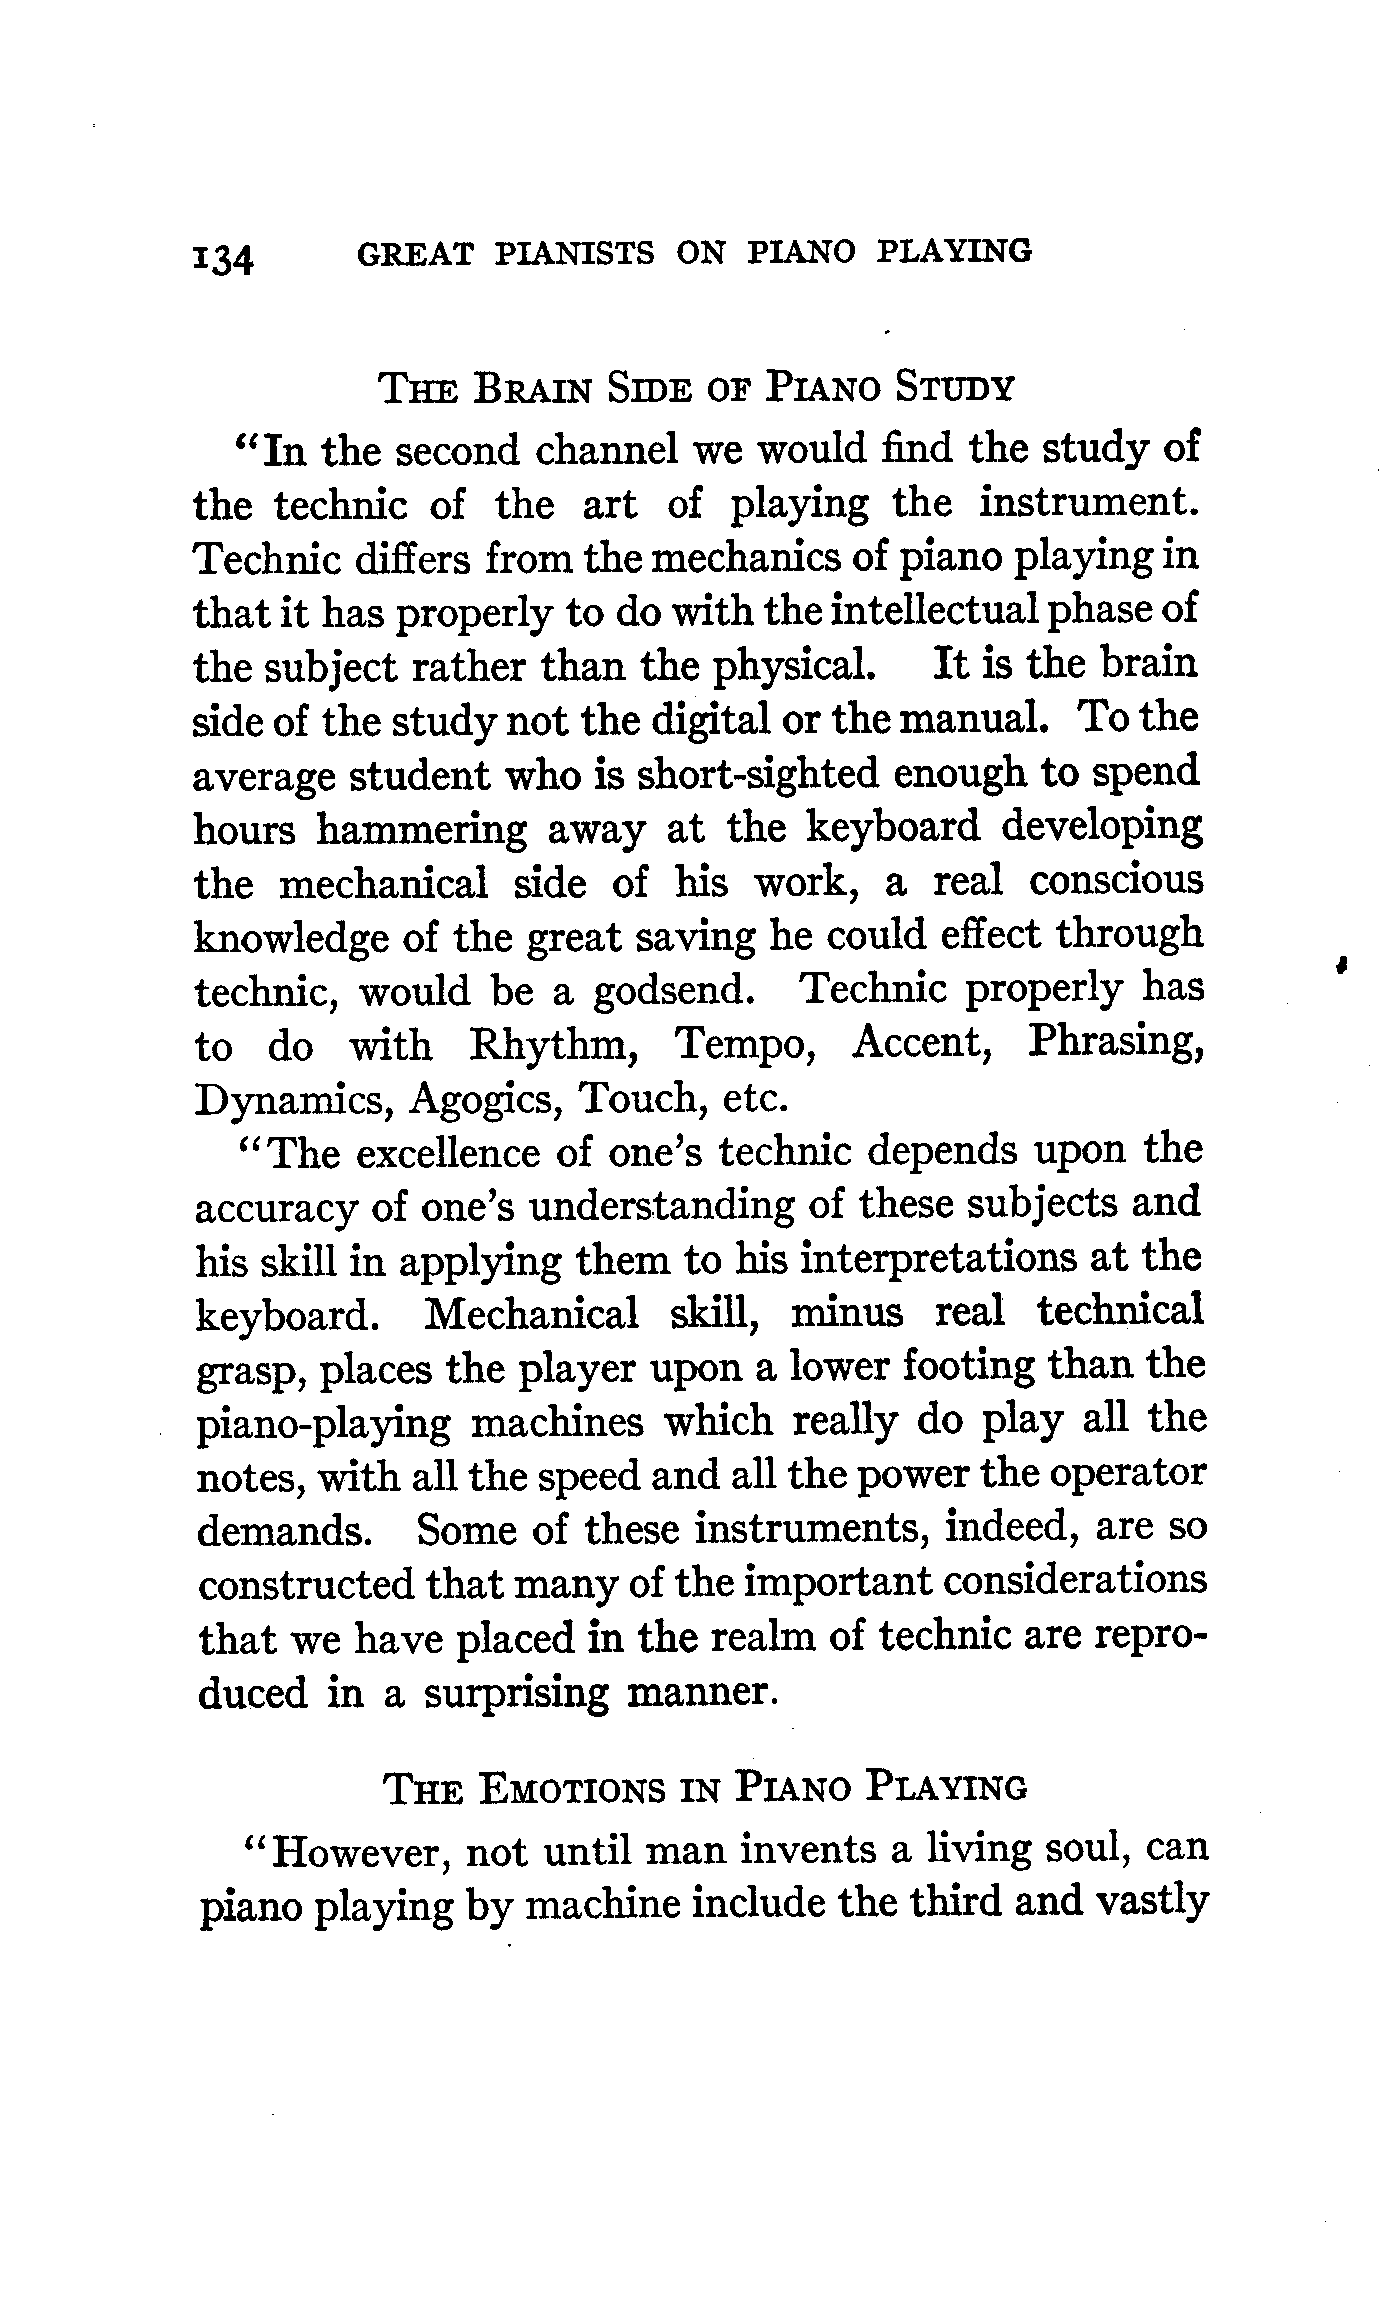 134 GREAT PIANISTS ON PIANO PLAYING
THE BRAIN SIDE OF PIANO STUDY
“In the second channel we would find the study of
the technic of the art of playing the instrument.
Technic differs from the mechanics of piano playing in
that it has properly to do with the intellectual phase of
the subject rather than the physical. It is the brain
side of the study not the digital or the manual. To the
average student who is short-sighted enough to spend
hours hammering away at the keyboard developing
the mechanical side of his work, a real conscious
knowledge of the great saving he could effect through
technic, would be a godsend. Technic properly has
to do with Rhythm, Tempo, Accent, Phrasing,
Dynamics, Agogics, Touch, etc.
“The excellence of one’s technic depends upon the
accuracy of one’s understanding of these subjects and
his skill in applying them to his interpretations at the
keyboard. Mechanical skill, minus real technical
grasp, places the player upon a lower footing than the
piano-playing machines which really do play all the
notes, with all the speed and all the power the operator
demands. Some of these instruments, indeed, are so
constructed that many of the important considerations
that we have placed in the realm of technic are repro-
duced in a surprising manner.
THE EMOTIONS IN PIANO PLAYING
“However, not until man invents a living soul, can
piano playing by machine include the third and vastly